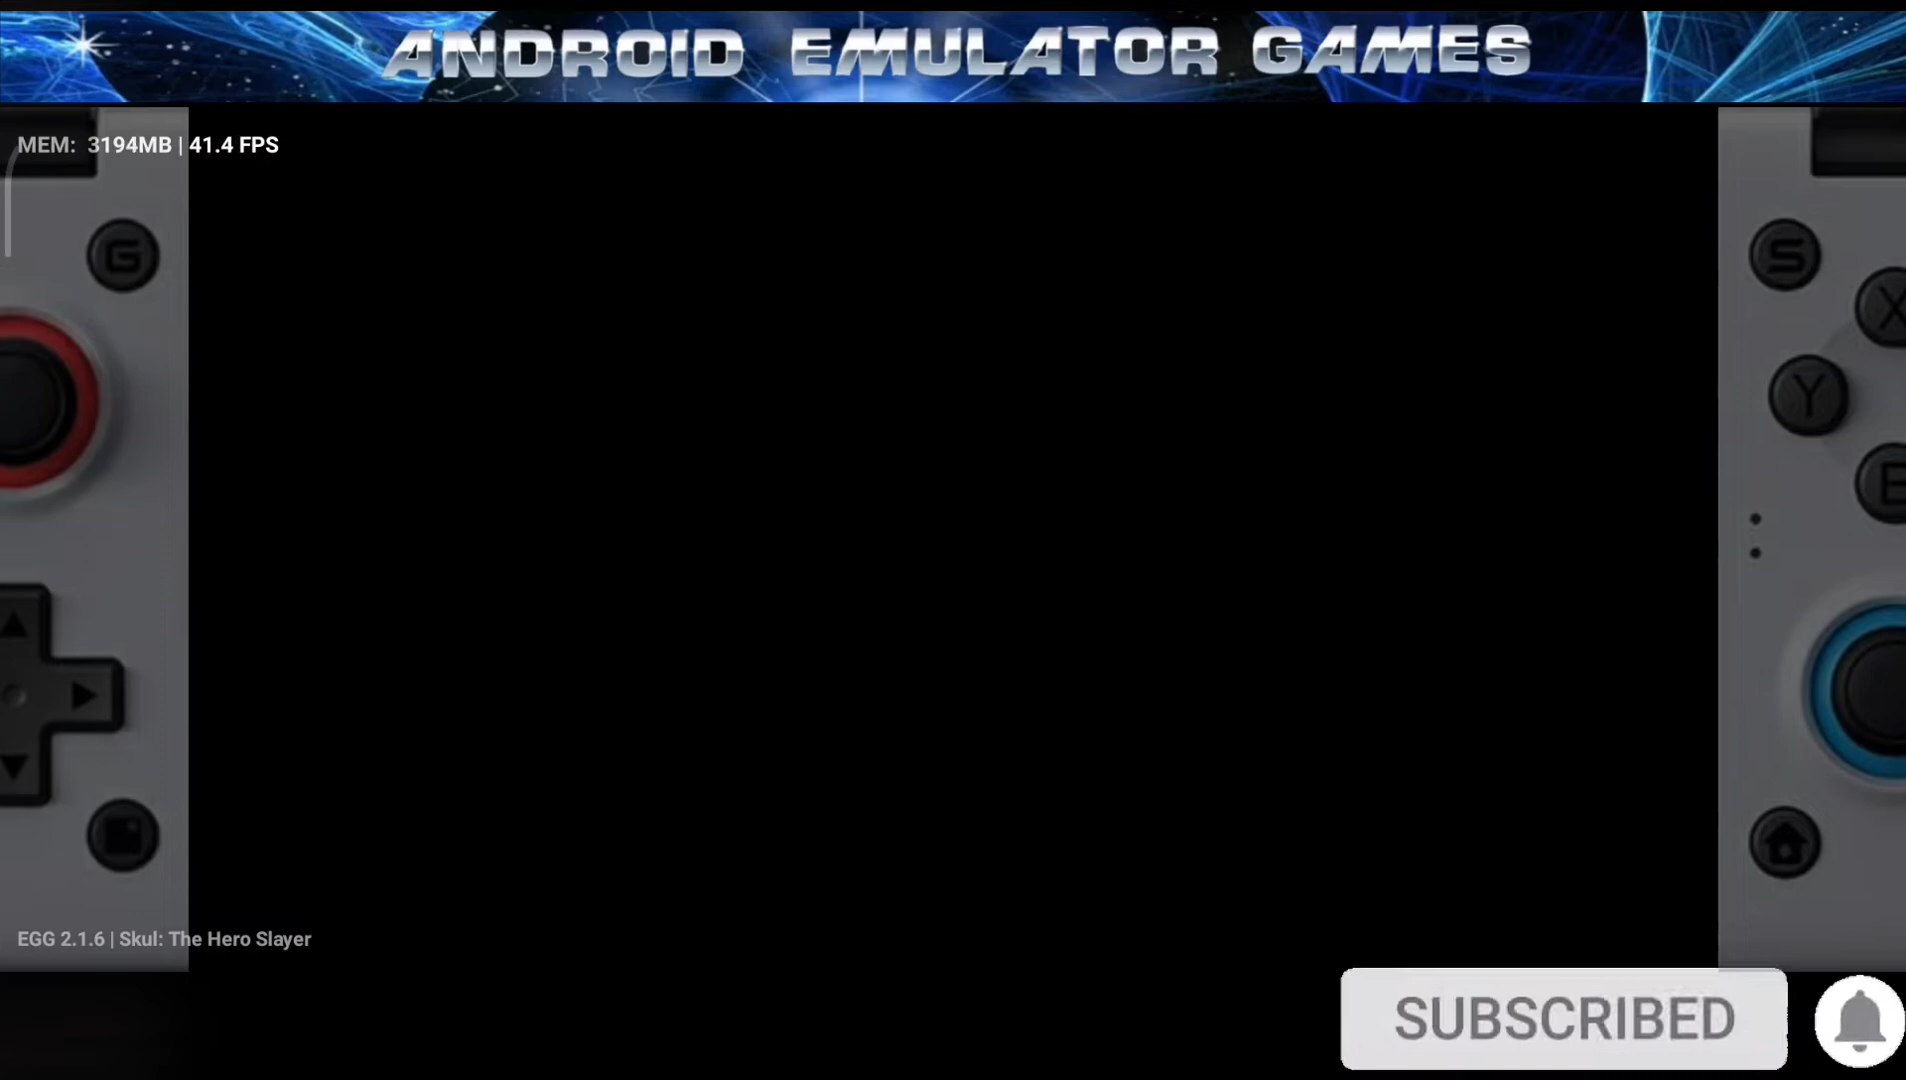 ANDROID EMULATOR GAMES
MEM: 3194MB | 41.4 FPS
G
S
X
Y
EGG 2.1.6 | Skul: The Hero Slayer
SUBSCRIBED